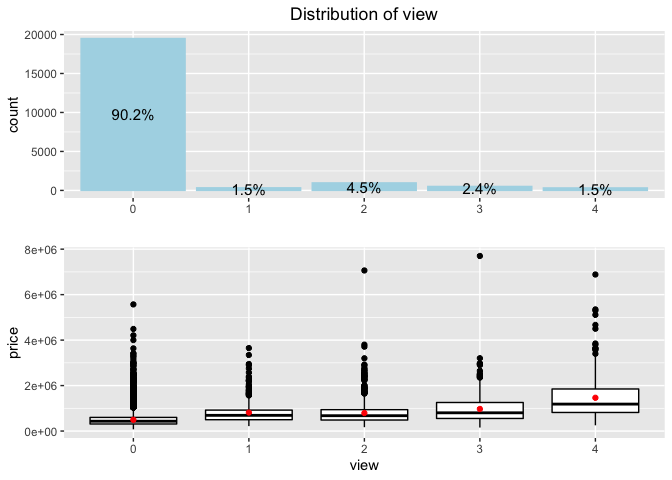 Distribution of view
count
20000
15000
10000
5000
0
90.2%
1.5%
4.5%
2.4%
1.5%
0 1 2 3 4
price
8e+06
6e+06
4e+06
2e+06
0e+00
0 1 2 3 4
view